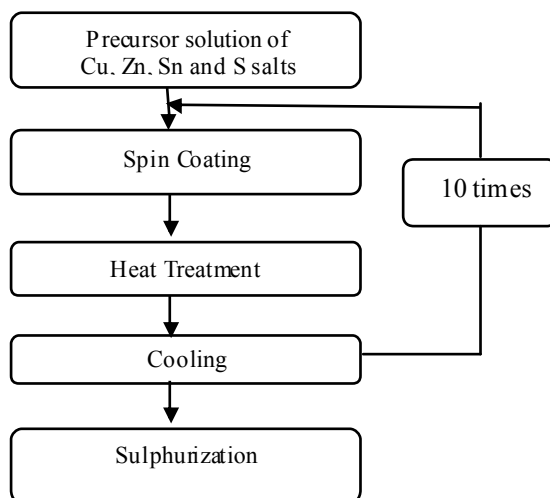 Precursor solution of
Cu, Zn, Sn and S salts
Spin Coating
10 times
Heat Treatment
Cooling
Sulphurization